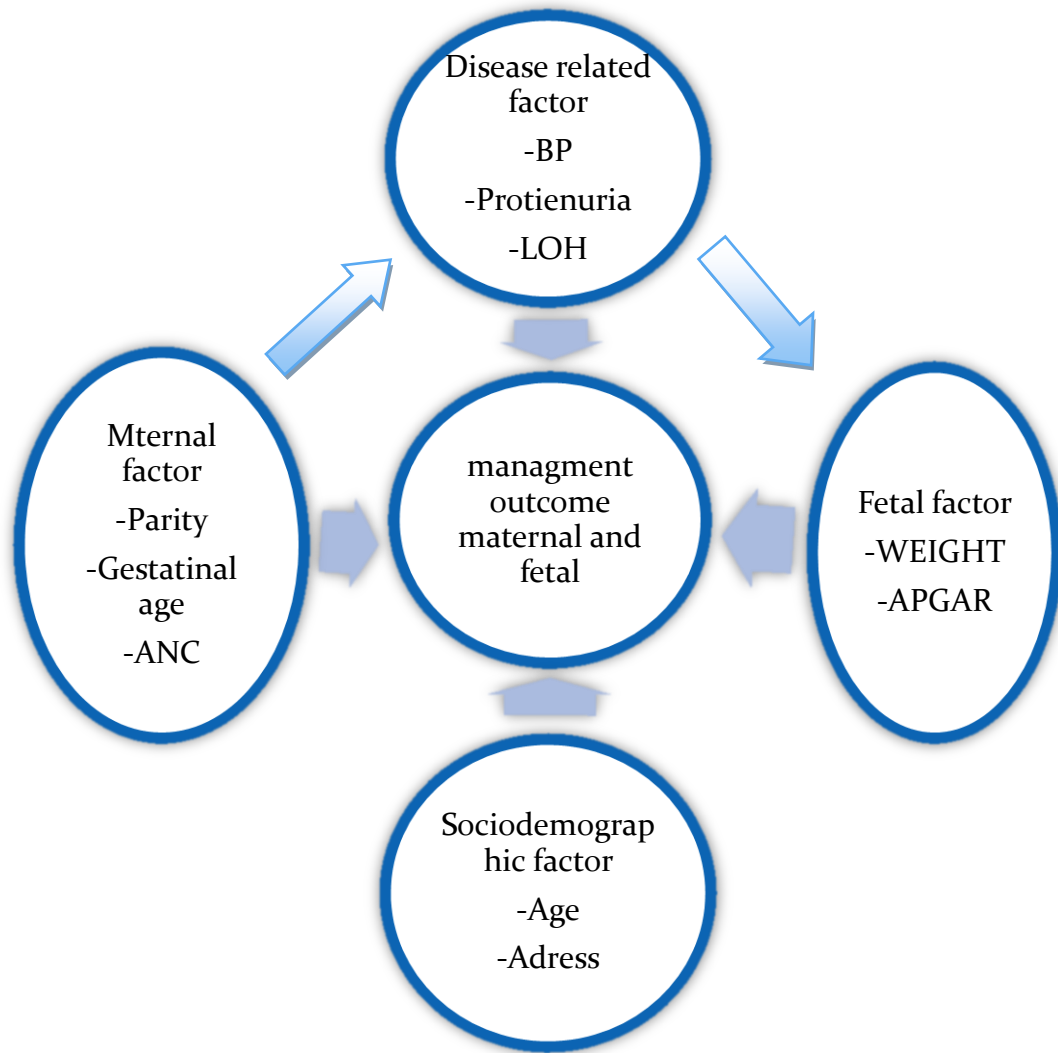 Disease related
factor
-BP
-Protienuria
-LOH
Mternal
factor
-Parity
-Gestatinal
age
-ANC
managment
outcome
maternal and
fetal
Fetal factor
-WEIGHT
-APGAR
Sociodemograp
hic factor
-Age
-Adress